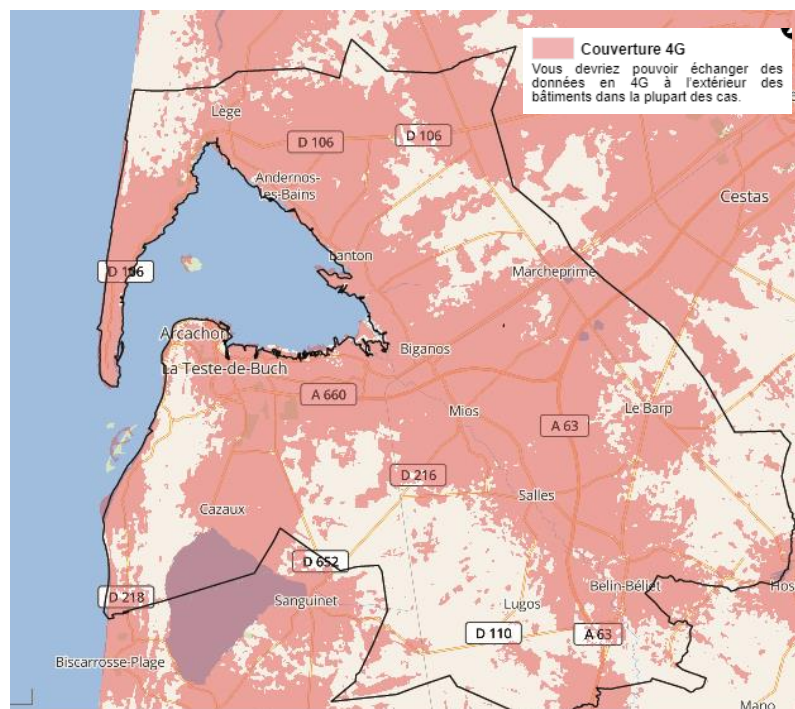 Couverture 4G
Vous devriez pouvoir échanger des
données en 4G à l'extérieur des
bâtiments dans la plupart des cas.
Lège
D 106
D 106
Andernos-
les-Bains
Cestas
Lanton
D 106
Marcheprime
Arcachon
Biganos
La Teste-de-Buch
A 660
Mios
Le Barp
A 63
D 216
Salles
Cazaux
D 652
D 218
Sanguinet
Lugos
Belin-Béliet
Hos
D 110
A 63
Biscarrosse-Plage
Mano